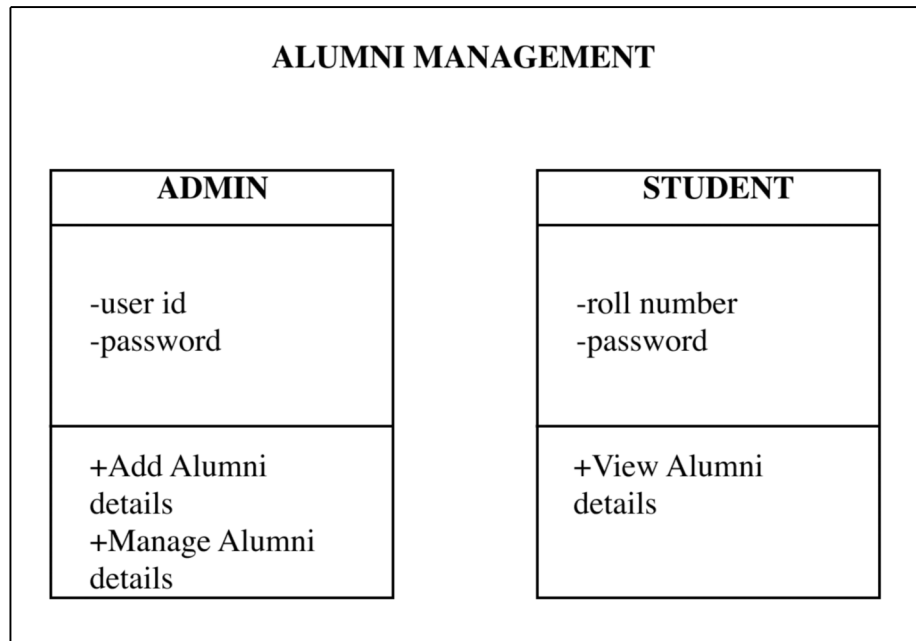 ALUMNI MANAGEMENT
ADMIN
-user id
-password
+Add Alumni
details
+Manage Alumni
details
STUDENT
-roll number
-password
+View Alumni
details